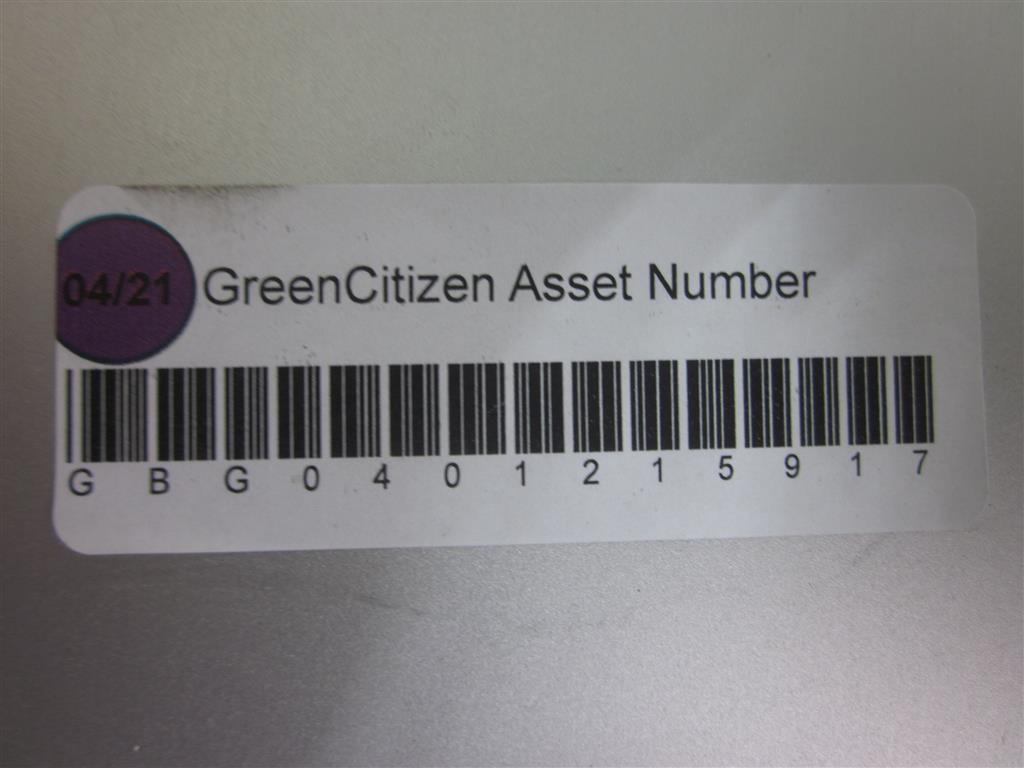 04/21 GreenCitizen Asset Number
G B G 0 4 0 1 2 1 5 9 1 7